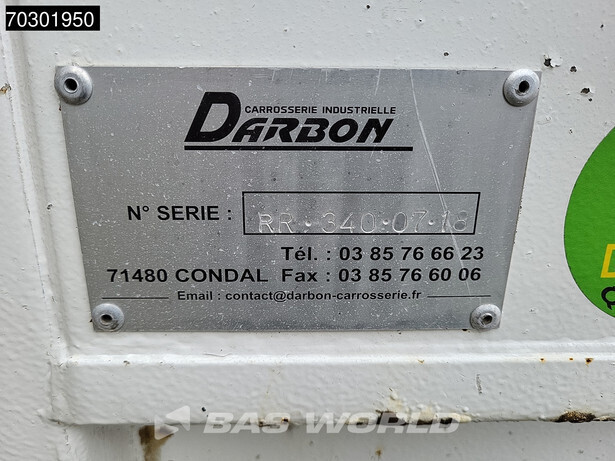 70301950
CARROSSERIE INDUSTRIELLE
DARBON
N° SERIE : RR·340·07·18
Tél. : 03 85 76 66 23
71480 CONDAL Fax : 03 85 76 60 06
Email : contact@darbon-carrosserie.fr
BAS WORLD